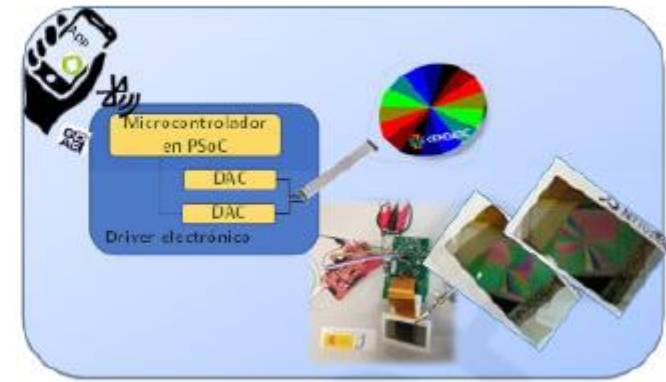 App
Microcontrolador
en PSoC
DAC
DAC
Driver electrónico